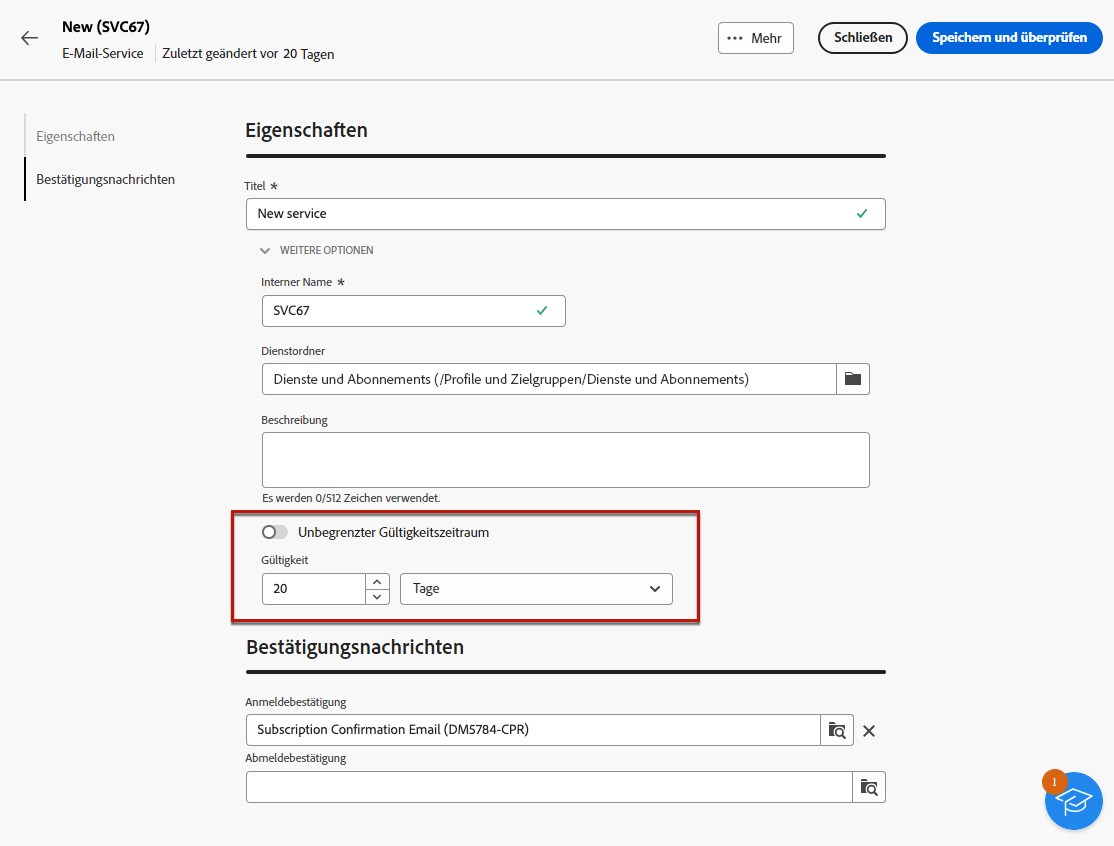 New (SVC67)
E-Mail-Service Zuletzt geändert vor 20 Tagen
Mehr
Schließen
Speichern und überprüfen
Eigenschaften
Bestätigungsnachrichten
Eigenschaften
Titel *
New service
WEITERE OPTIONEN
Interner Name *
SVC67
Dienstordner
Dienste und Abonnements (/Profile und Zielgruppen/Dienste und Abonnements)
Beschreibung
Es werden 0/512 Zeichen verwendet.
Unbegrenzter Gültigkeitszeitraum
Gültigkeit
20 Tage
Bestätigungsnachrichten
Anmeldebestätigung
Subscription Confirmation Email (DM5784-CPR)
Abmeldebestätigung
1